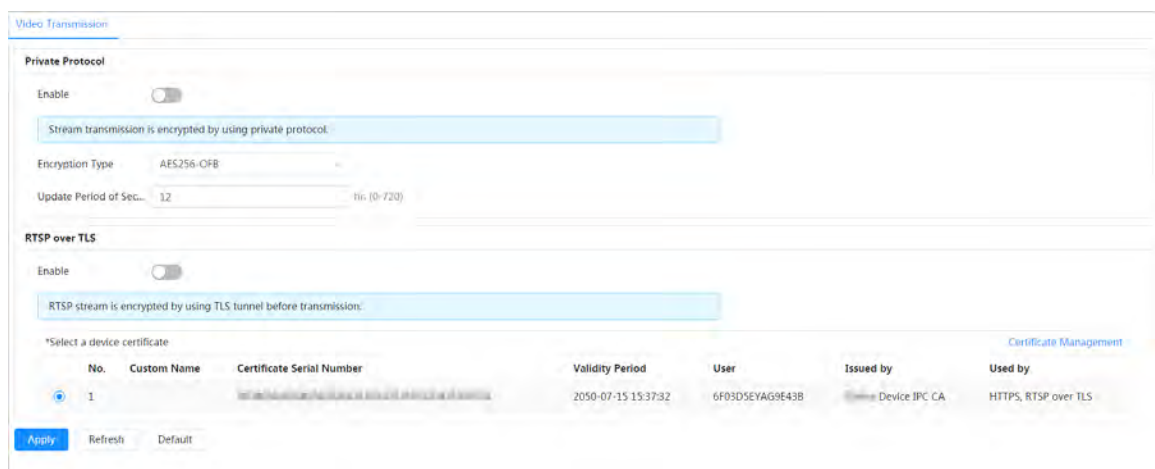 Video Transmission
Private Protocol
Enable
Stream transmission is encrypted by using private protocol.
Encryption Type AES256-OFB
Update Period of Sec... 12 hr. (0-720)
RTSP over TLS
Enable
RTSP stream is encrypted by using TLS tunnel before transmission.
*Select a device certificate Certificate Management
No. Custom Name Certificate Serial Number Validity Period User Issued by Used by
1 2050-07-15 15:37:32 6F03D5EYAG9E43B Device IPC CA HTTPS, RTSP over TLS
Apply Refresh Default